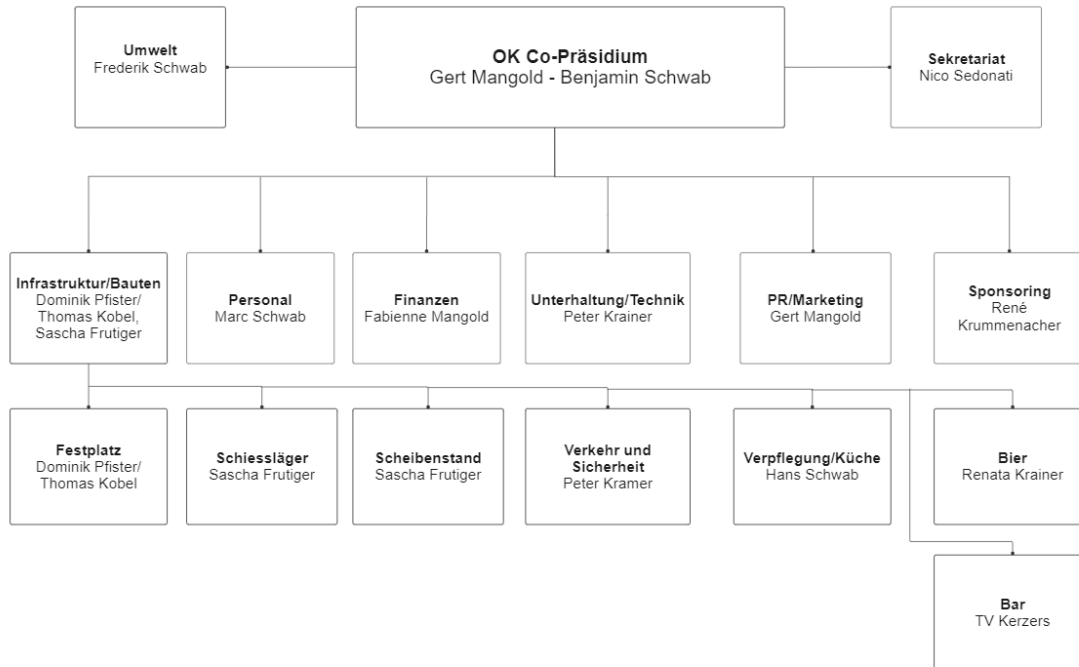 Umwelt
Frederik Schwab
OK Co-Präsidium
Gert Mangold - Benjamin Schwab
Sekretariat
Nico Sedonati
Infrastruktur/Bauten
Dominik Pfister/
Thomas Kobel,
Sascha Frutiger
Personal
Marc Schwab
Finanzen
Fabienne Mangold
Unterhaltung/Technik
Peter Krainer
PR/Marketing
Gert Mangold
Sponsoring
René
Krummenacher
Festplatz
Dominik Pfister/
Thomas Kobel
Schiessläger
Sascha Frutiger
Scheibenstand
Sascha Frutiger
Verkehr und
Sicherheit
Peter Kramer
Verpflegung/Küche
Hans Schwab
Bier
Renata Krainer
Bar
TV Kerzers